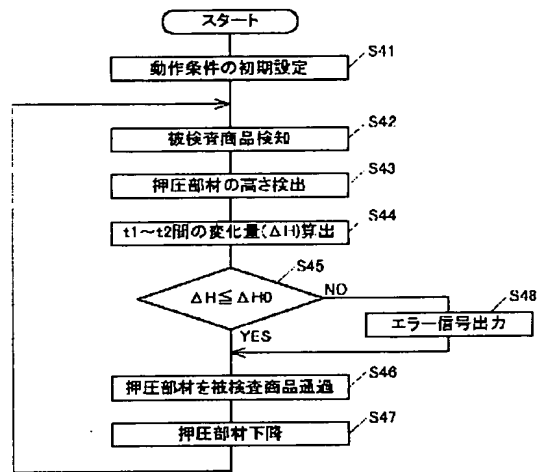 スタート
S41
動作条件の初期設定
S42
被検査商品検知
S43
押圧部材の高さ検出
S44
t1～t2間の変化量(ΔH)算出
S45
ΔH≦ΔH0
NO
S48
エラー信号出力
YES
S46
押圧部材を被検査商品通過
S47
押圧部材下降